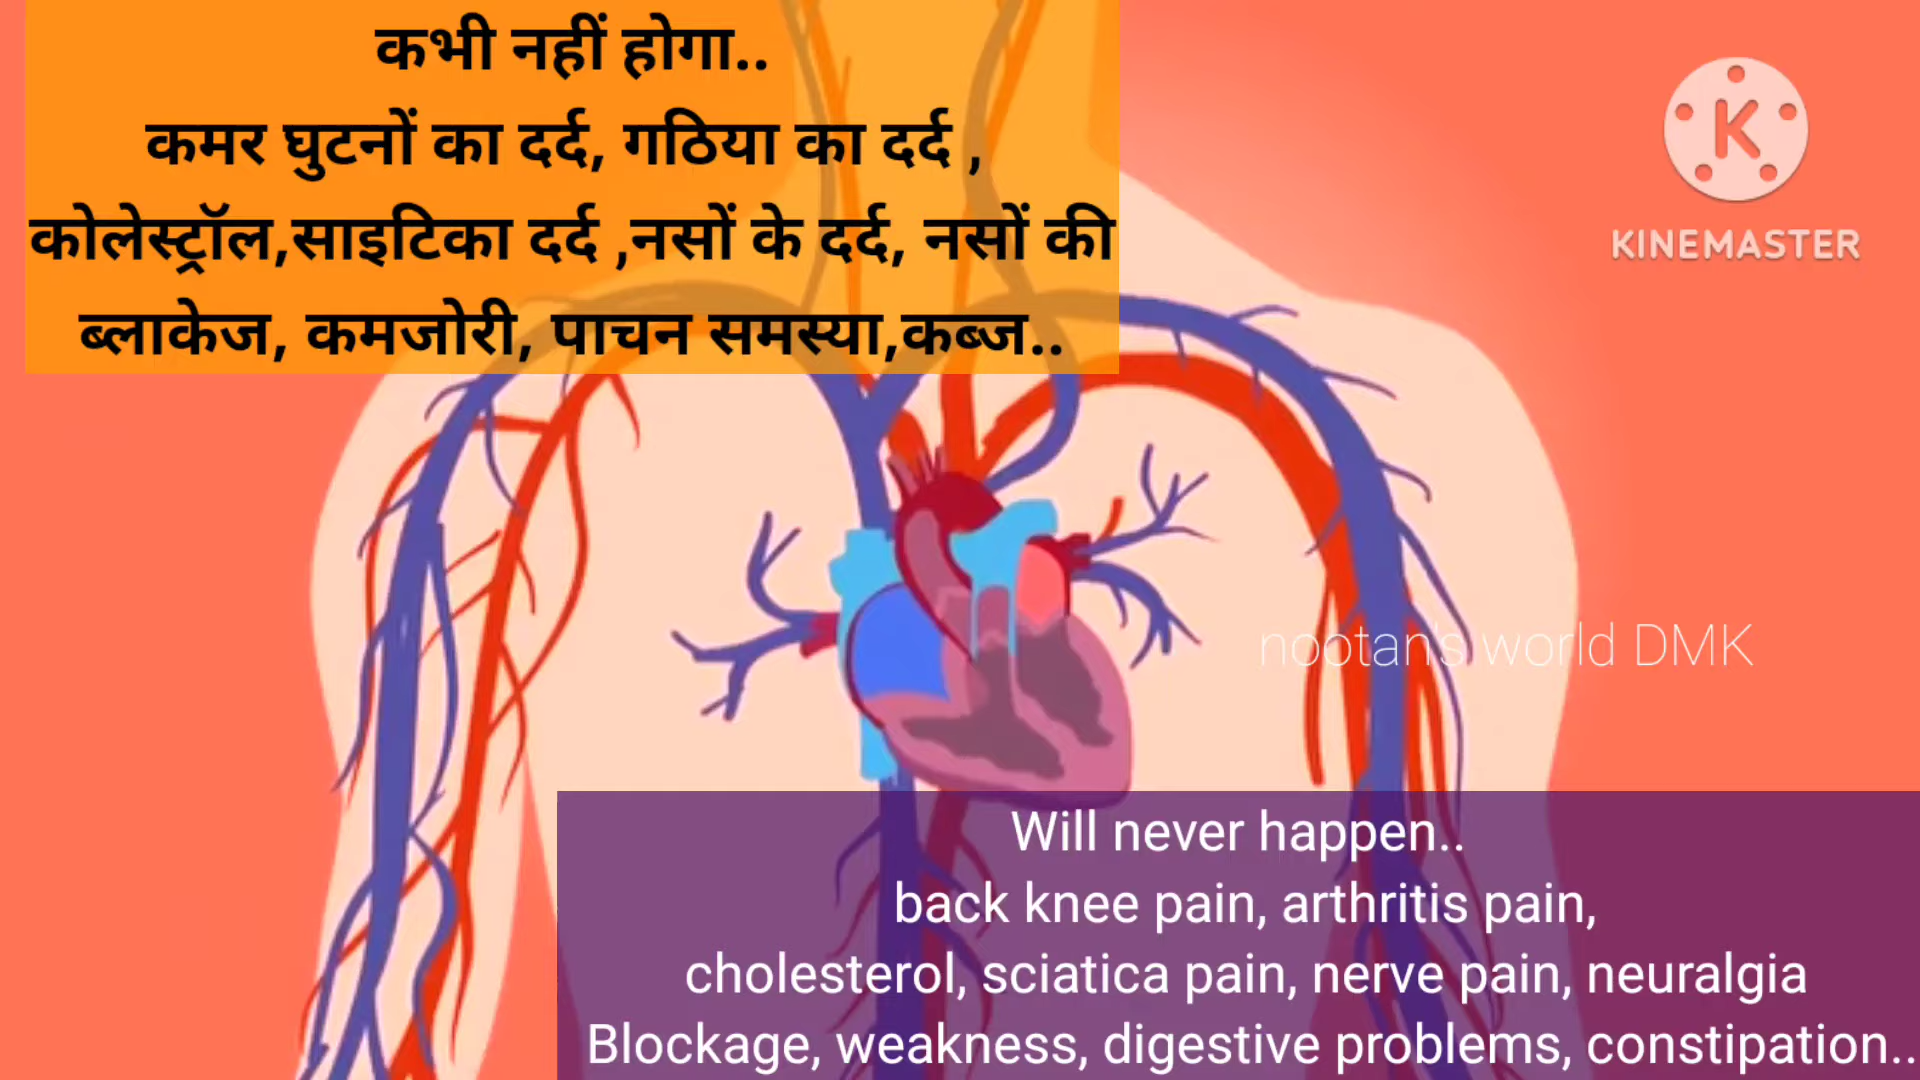 कभी नहीं होगा..
कमर घुटनों का दर्द, गठिया का दर्द ,
कोलेस्ट्रॉल,साइटिका दर्द ,नसों के दर्द, नसों की
ब्लाकेज, कमजोरी, पाचन समस्या,कब्ज..
K
KINEMASTER
nootan's world DMK
Will never happen..
back knee pain, arthritis pain,
cholesterol, sciatica pain, nerve pain, neuralgia
Blockage, weakness, digestive problems, constipation..